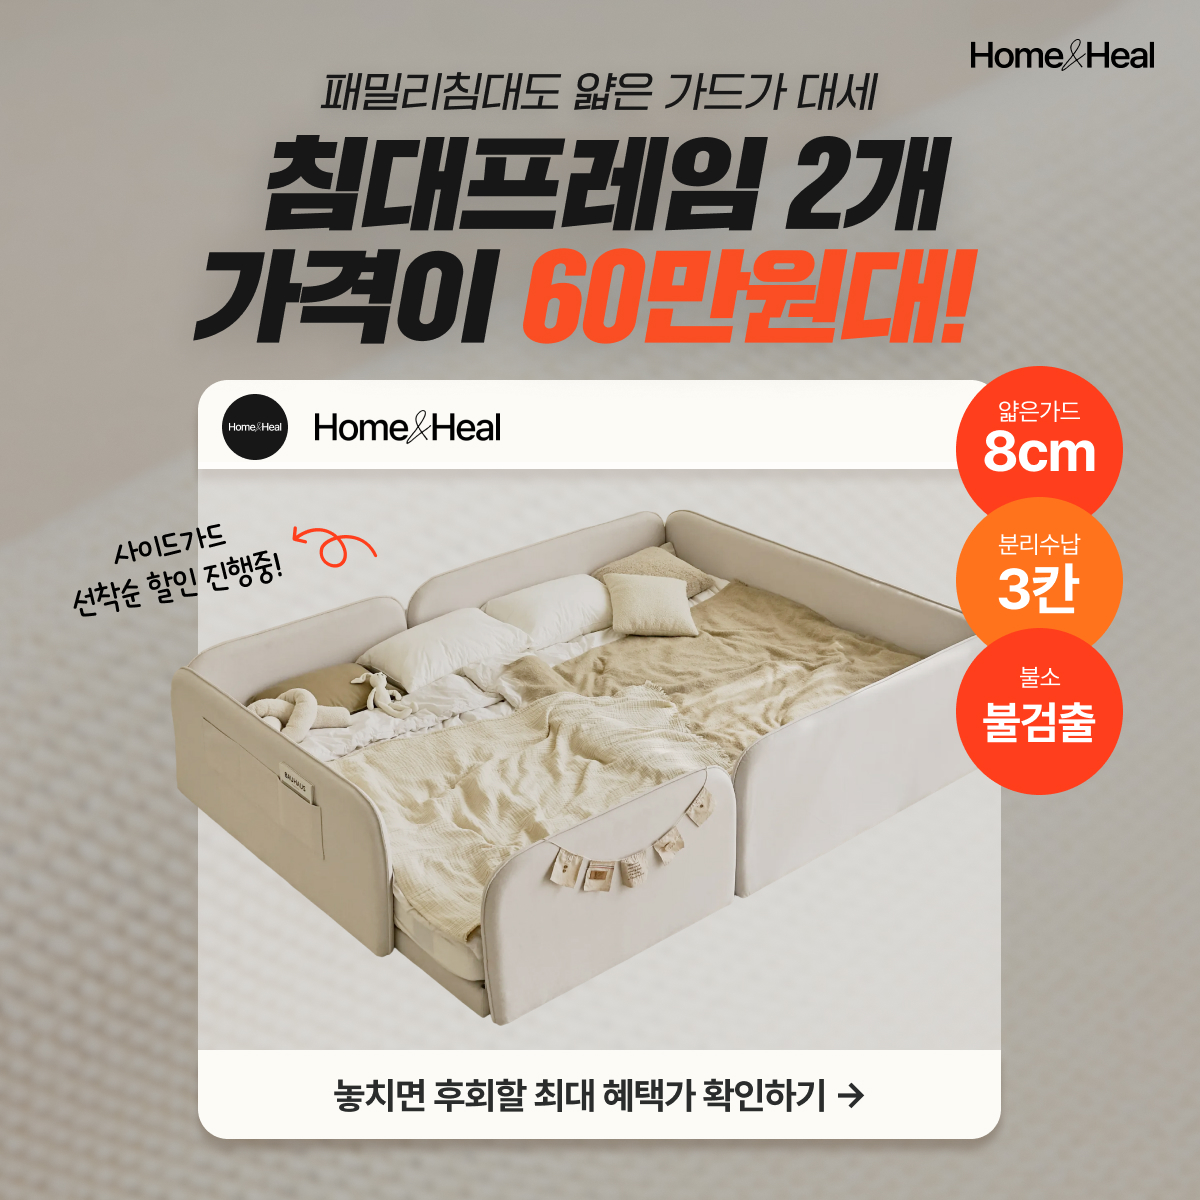 Home&Heal
패밀리침대도 얇은 가드가 대세
침대프레임 2개
가격이 60만원대!
Home&Heal
Home&Heal
얇은가드
8cm
분리수납
3칸
불소
불검출
사이드가드
선착순 할인 진행중!
BAUHAUS
놓치면 후회할 최대 혜택가 확인하기 →